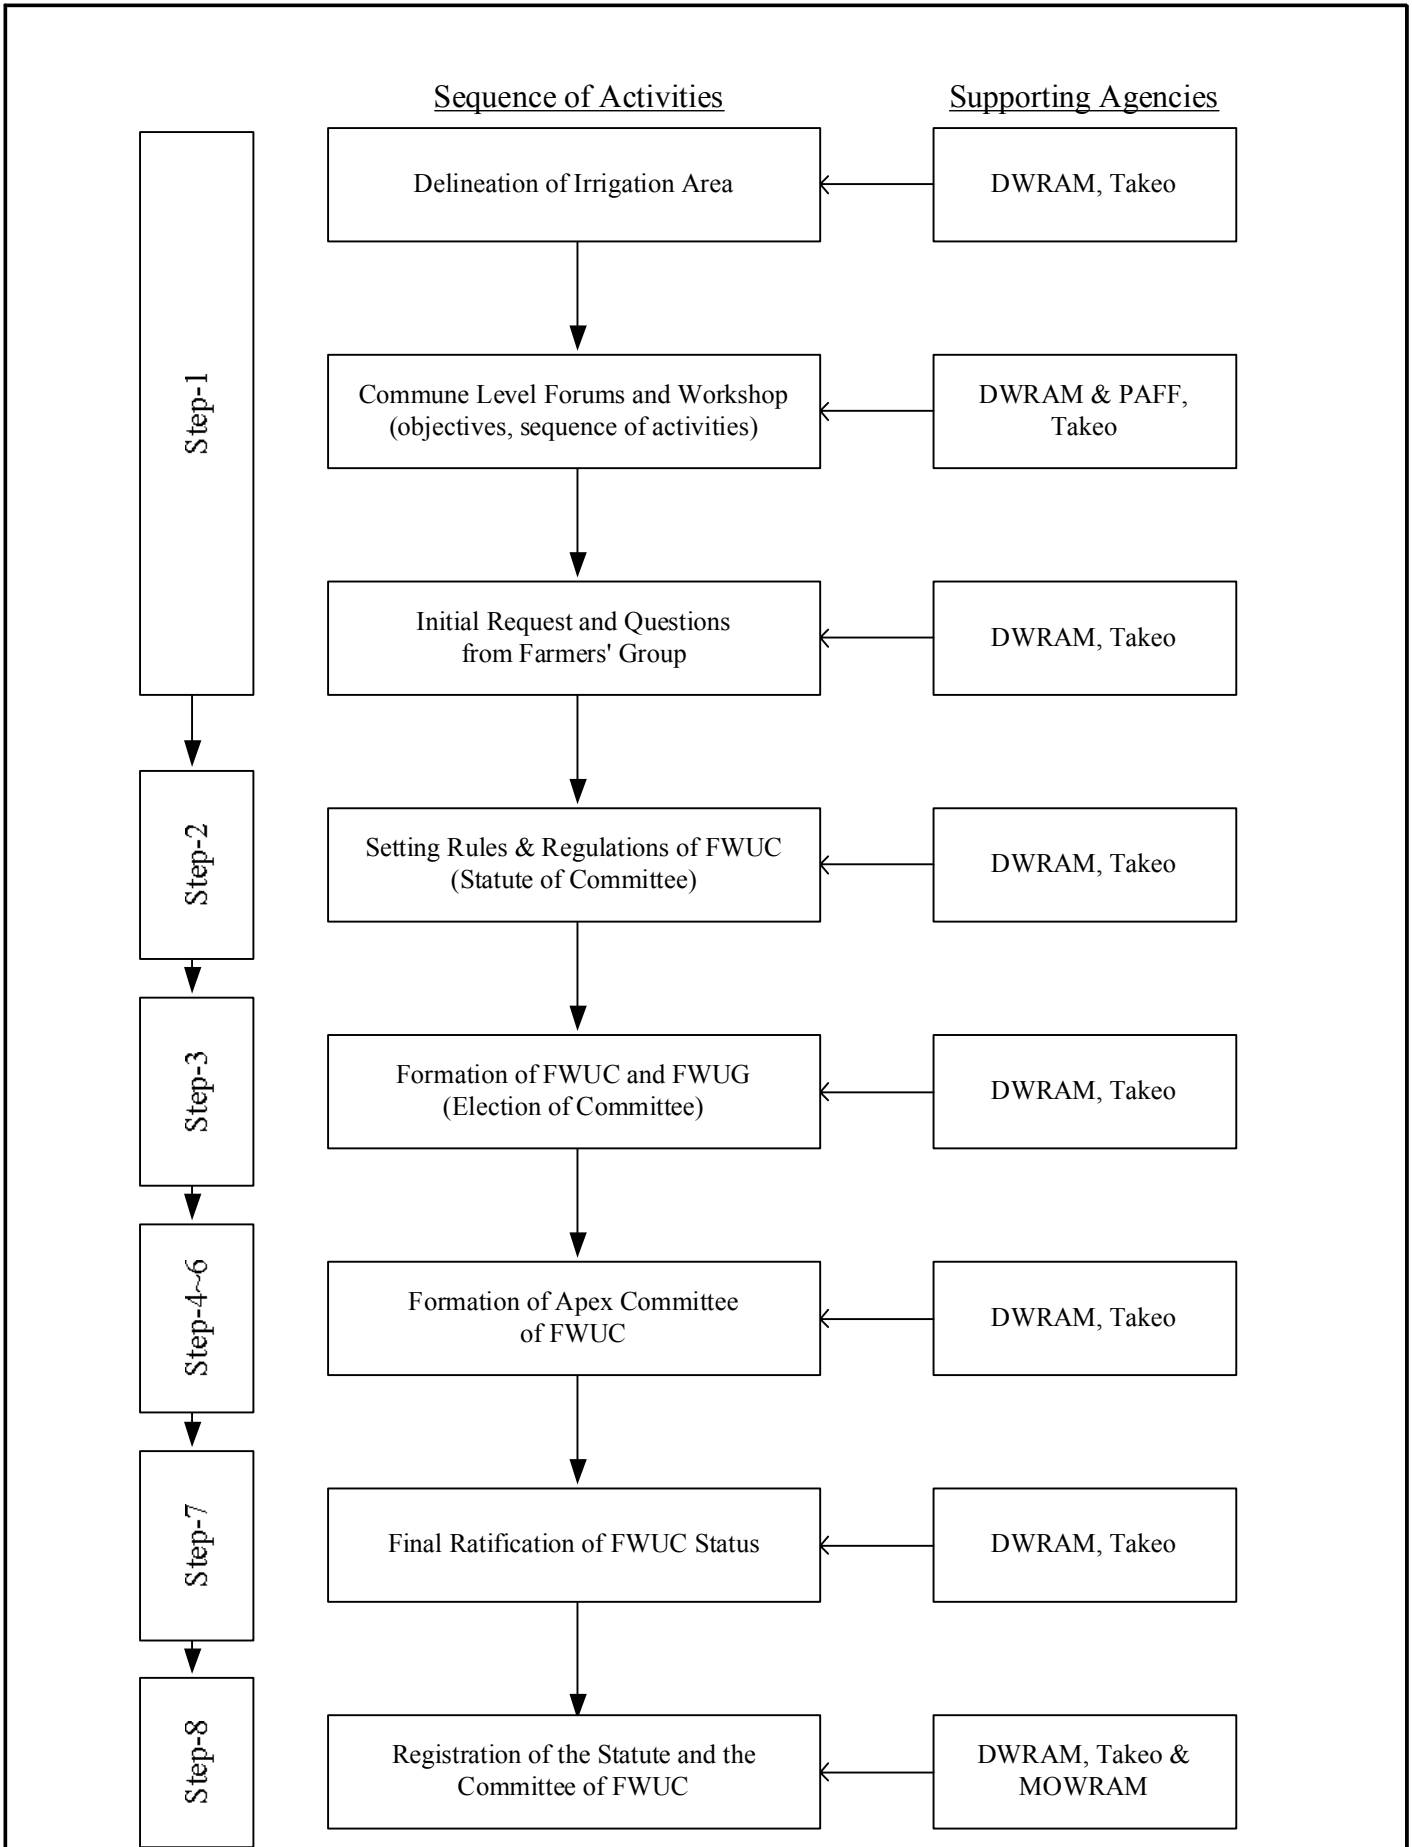 Sequence of Activities
Supporting Agencies
Step-1
Delineation of Irrigation Area
DWRAM, Takeo
Commune Level Forums and Workshop
(objectives, sequence of activities)
DWRAM & PAFF,
Takeo
Initial Request and Questions
from Farmers' Group
DWRAM, Takeo
Step-2
Setting Rules & Regulations of FWUC
(Statute of Committee)
DWRAM, Takeo
Step-3
Formation of FWUC and FWUG
(Election of Committee)
DWRAM, Takeo
Step-4~6
Formation of Apex Committee
of FWUC
DWRAM, Takeo
Step-7
Final Ratification of FWUC Status
DWRAM, Takeo
Step-8
Registration of the Statute and the
Committee of FWUC
DWRAM, Takeo &
MOWRAM